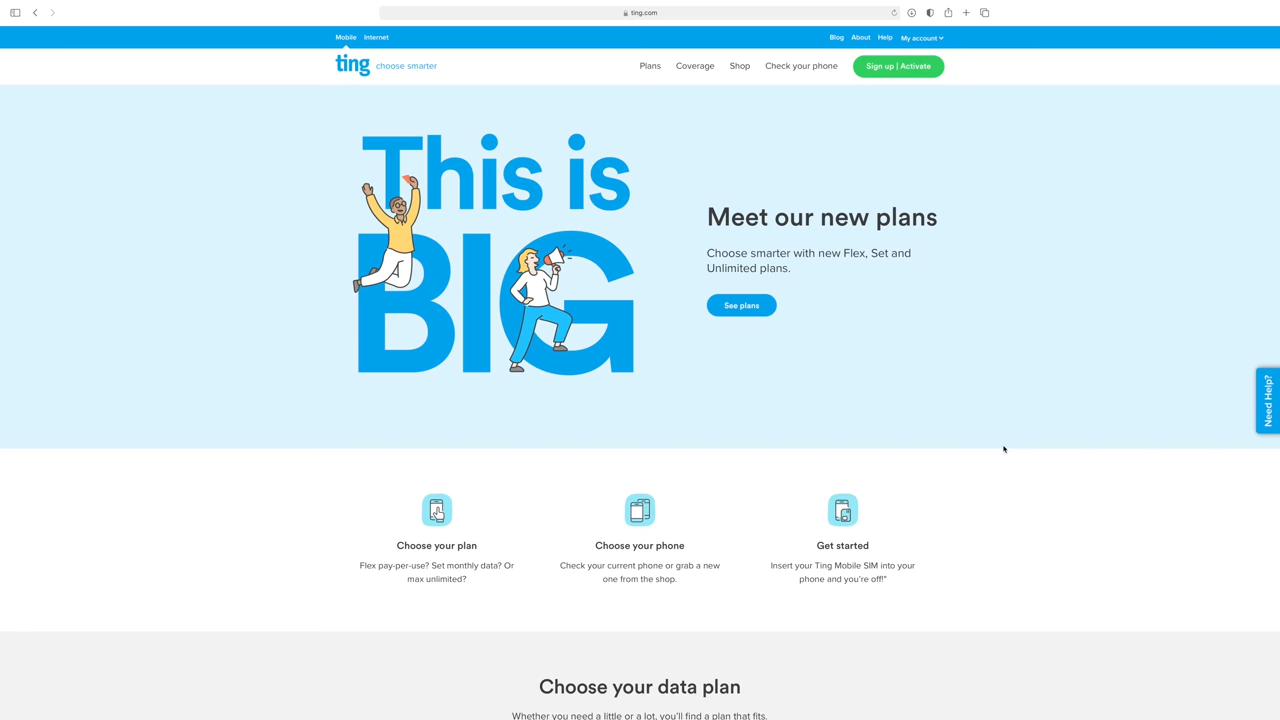 ting.com
Mobile Internet
Blog About Help My account
ting choose smarter
Plans Coverage Shop Check your phone Sign up | Activate
This is
BIG
Meet our new plans
Choose smarter with new Flex, Set and
Unlimited plans.
See plans
Need Help?
Choose your plan
Flex pay-per-use? Set monthly data? Or
max unlimited?
Choose your phone
Check your current phone or grab a new
one from the shop.
Get started
Insert your Ting Mobile SIM into your
phone and you're off!"
Choose your data plan
Whether you need a little or a lot, you'll find a plan that fits.